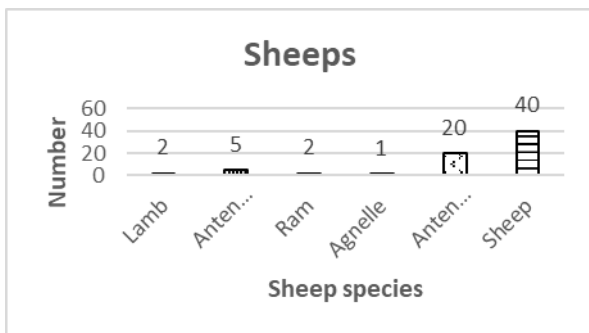 Sheeps
Number
60
40
20
0
2
5
2
1
20
40
Lamb
Anten...
Ram
Agnelle
Anten...
Sheep
Sheep species